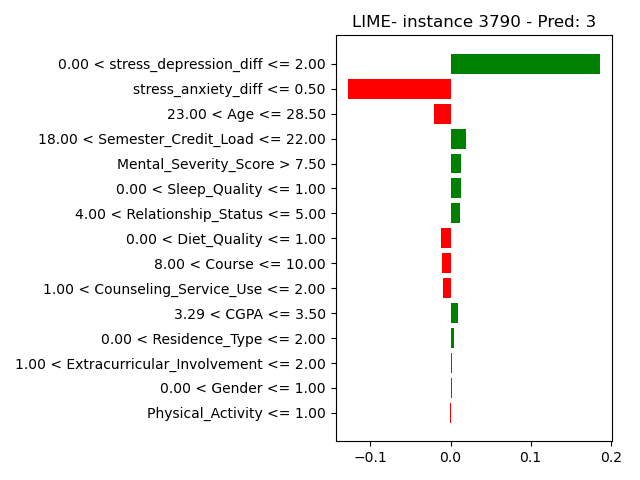 LIME- instance 3790 - Pred: 3
0.00 < stress_depression_diff <= 2.00
stress_anxiety_diff <= 0.50
23.00 < Age <= 28.50
18.00 < Semester_Credit_Load <= 22.00
Mental_Severity_Score > 7.50
0.00 < Sleep_Quality <= 1.00
4.00 < Relationship_Status <= 5.00
0.00 < Diet_Quality <= 1.00
8.00 < Course <= 10.00
1.00 < Counseling_Service_Use <= 2.00
3.29 < CGPA <= 3.50
0.00 < Residence_Type <= 2.00
1.00 < Extracurricular_Involvement <= 2.00
0.00 < Gender <= 1.00
Physical_Activity <= 1.00
−0.1 0.0 0.1 0.2